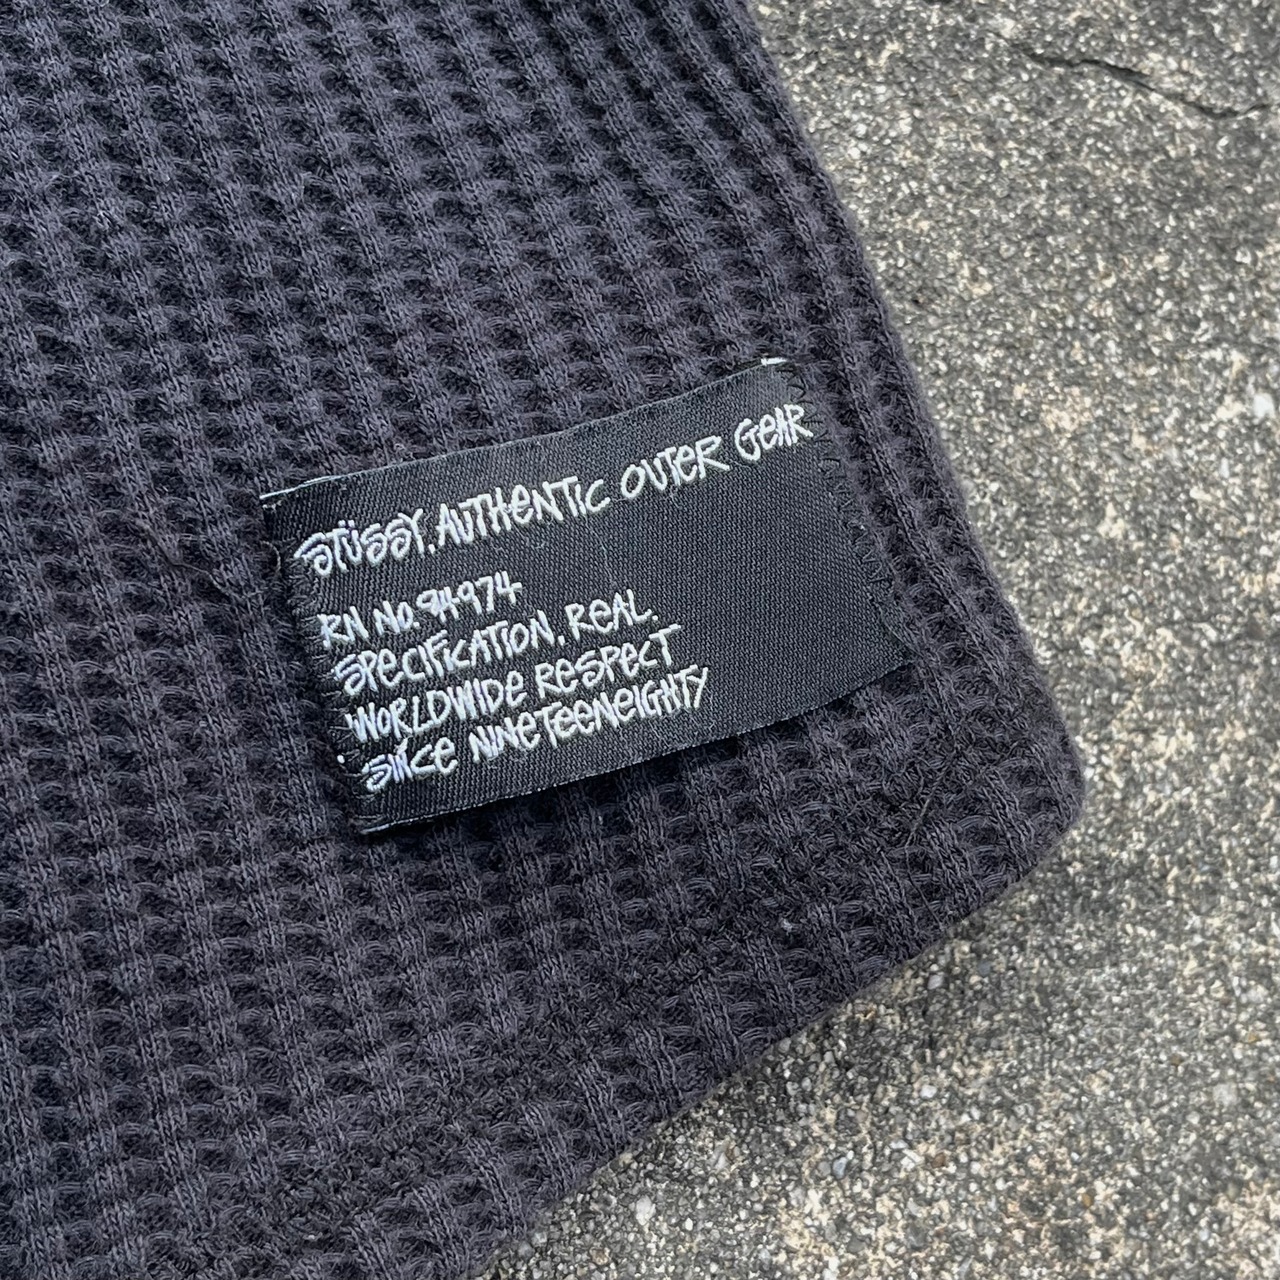 STÜSSY. AUTHENTIC OUTER GEAR
RN NO. 94974
SPECIFICATION. REAL.
WORLDWIDE RESPECT
SINCE NINETEENEIGHTY